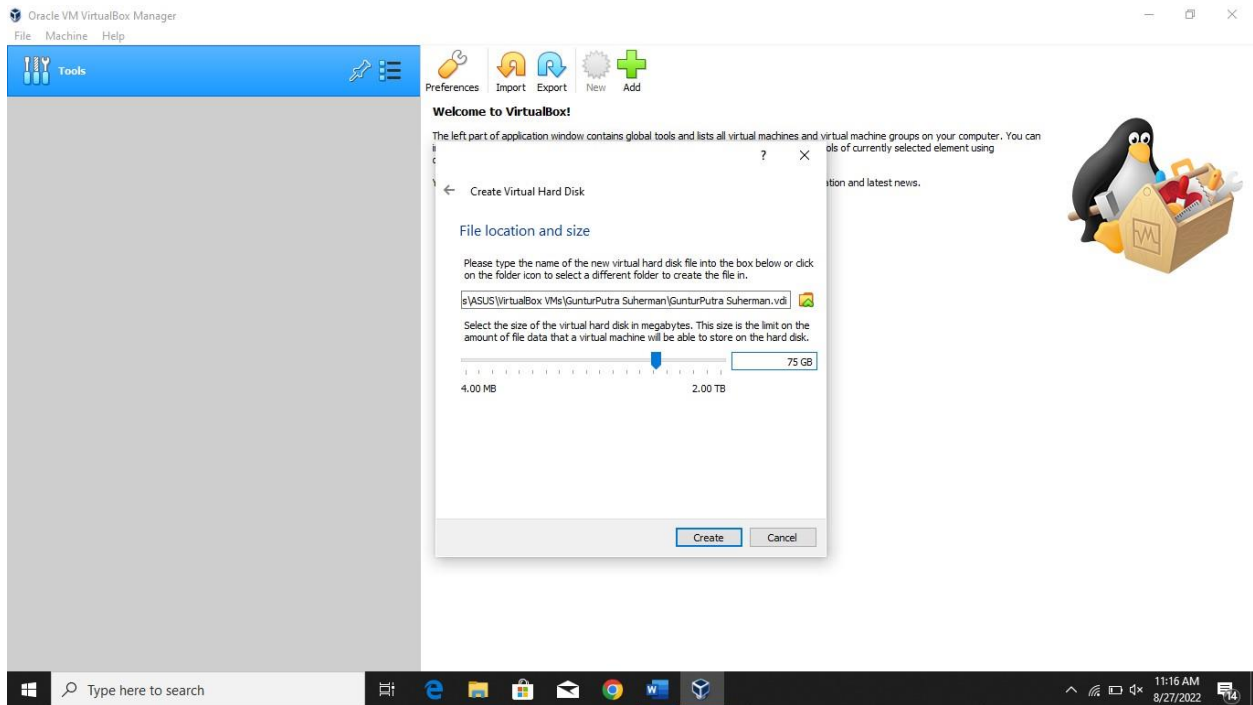 Oracle VM VirtualBox Manager
File Machine Help
Tools
Preferences Import Export New Add
Welcome to VirtualBox!
The left part of application window contains global tools and lists all virtual machines and virtual machine groups on your computer. You can
ols of currently selected element using
tion and latest news.
?
Create Virtual Hard Disk
File location and size
Please type the name of the new virtual hard disk file into the box below or click
on the folder icon to select a different folder to create the file in.
s\ASUS\VirtualBox VMs\GunturPutra Suherman\GunturPutra Suherman.vdi
Select the size of the virtual hard disk in megabytes. This size is the limit on the
amount of file data that a virtual machine will be able to store on the hard disk.
75 GB
4.00 MB 2.00 TB
Create Cancel
Type here to search
11:16 AM
8/27/2022
14